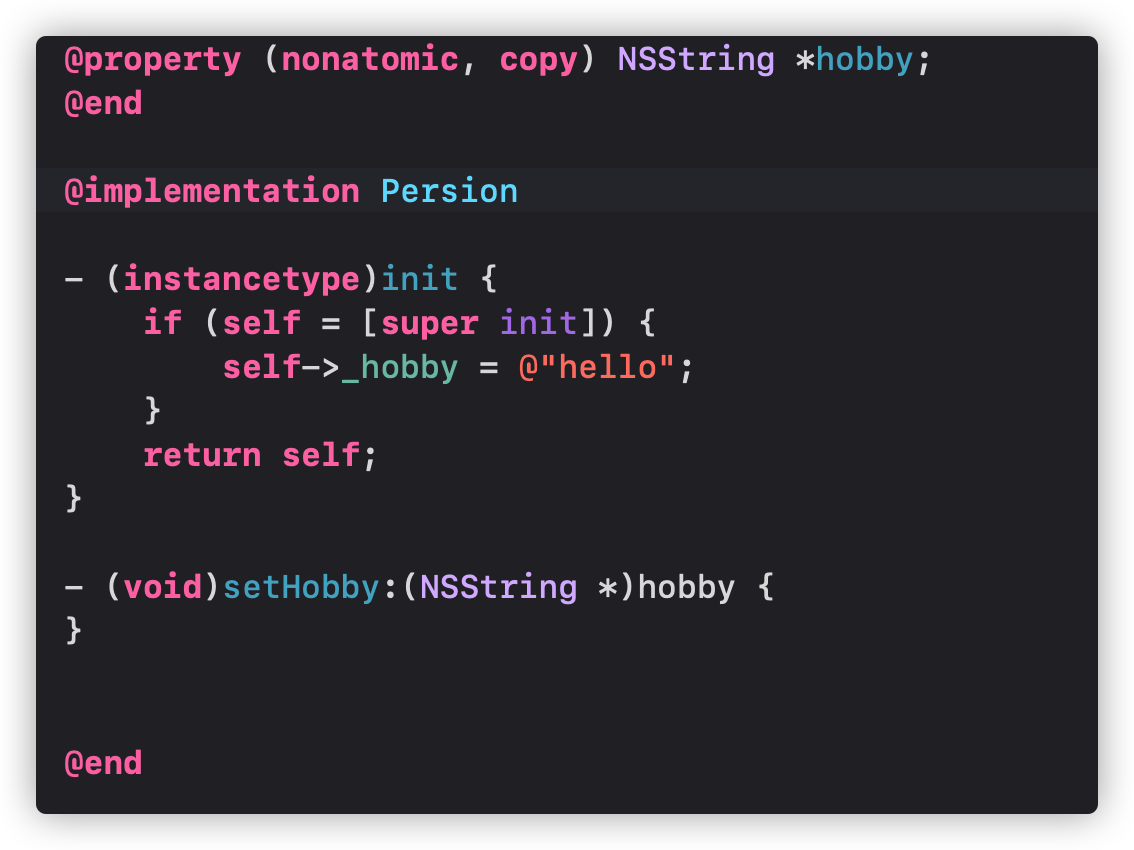 @property (nonatomic, copy) NSString *hobby;
@end
@implementation Persion
- (instancetype)init {
    if (self = [super init]) {
        self->_hobby = @"hello";
    }
    return self;
}
- (void)setHobby:(NSString *)hobby {
}
@end